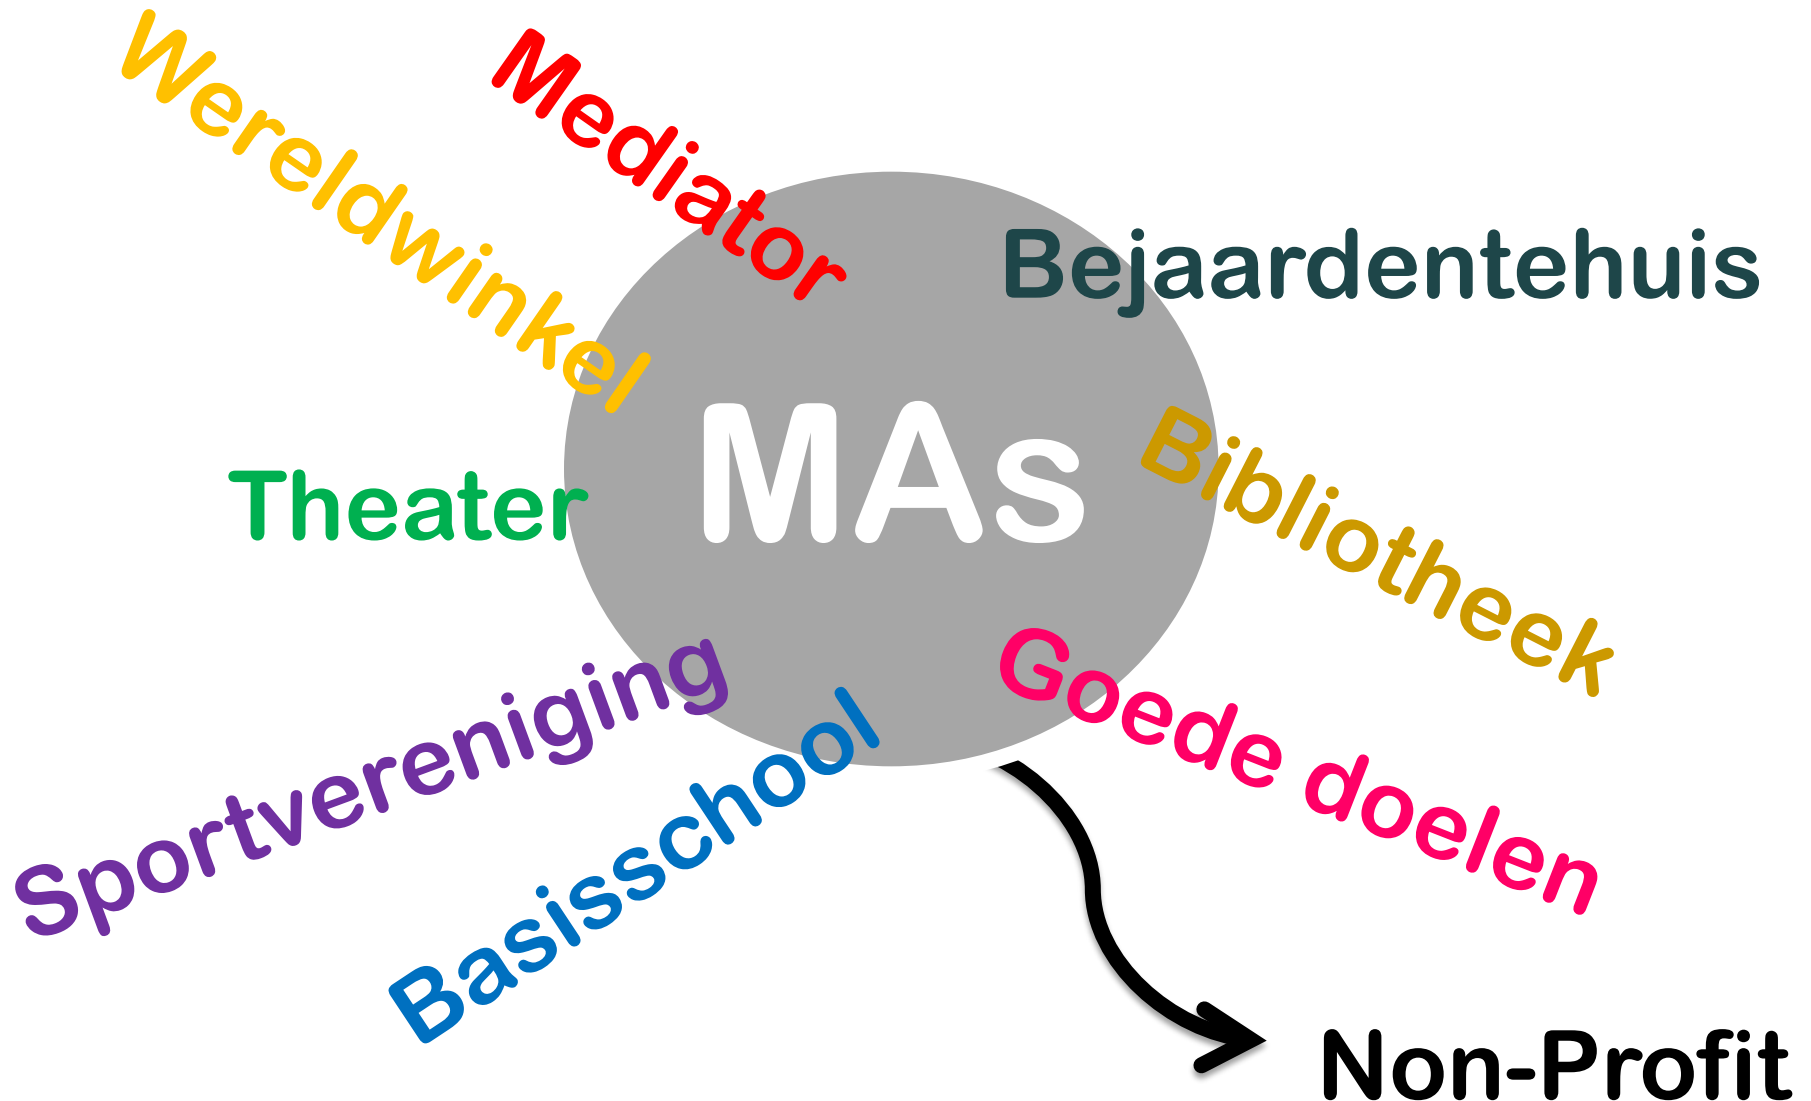 Wereldwinkel
Mediator
Bejaardentehuis
MAs
Bibliotheek
Theater
Goede doelen
Sportvereniging
Basisschool
Non-Profit